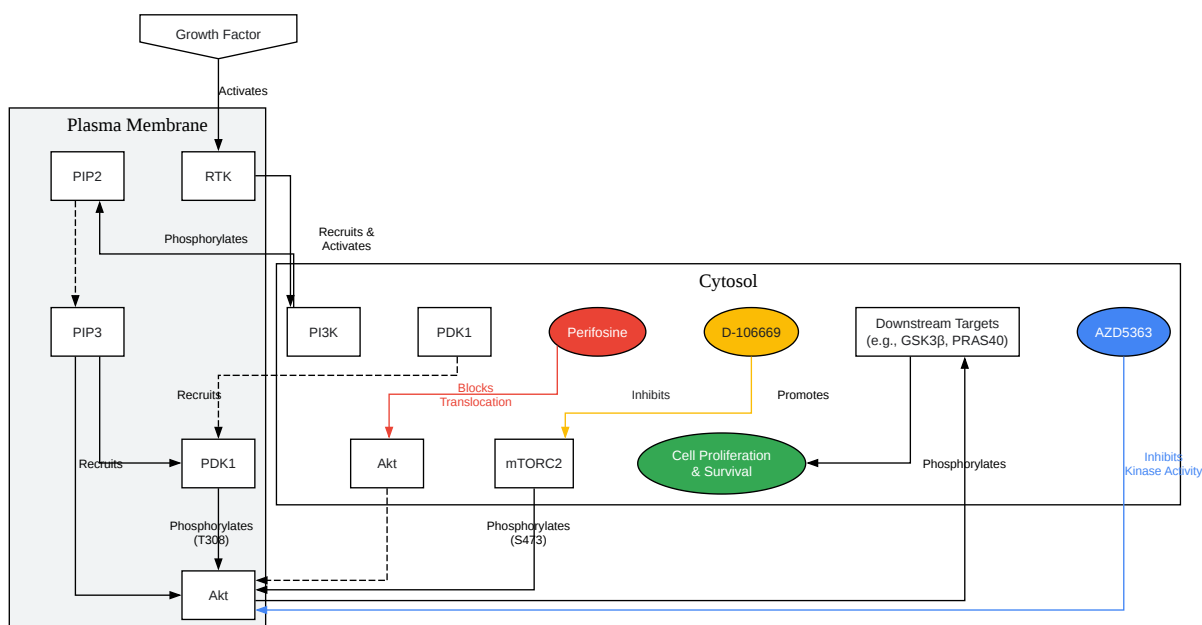 Growth Factor
Activates
Plasma Membrane
PIP2
RTK
Phosphorylates
Recruits &
Activates
Cytosol
PIP3
PI3K
PDK1
Perifosine
D-106669
Downstream Targets
(e.g., GSK3β, PRAS40)
AZD5363
Recruits
Blocks
Translocation
Inhibits
Promotes
Recruits
PDK1
Akt
mTORC2
Cell Proliferation
& Survival
Phosphorylates
Inhibits
Kinase Activity
Phosphorylates
(T308)
Phosphorylates
(S473)
Akt